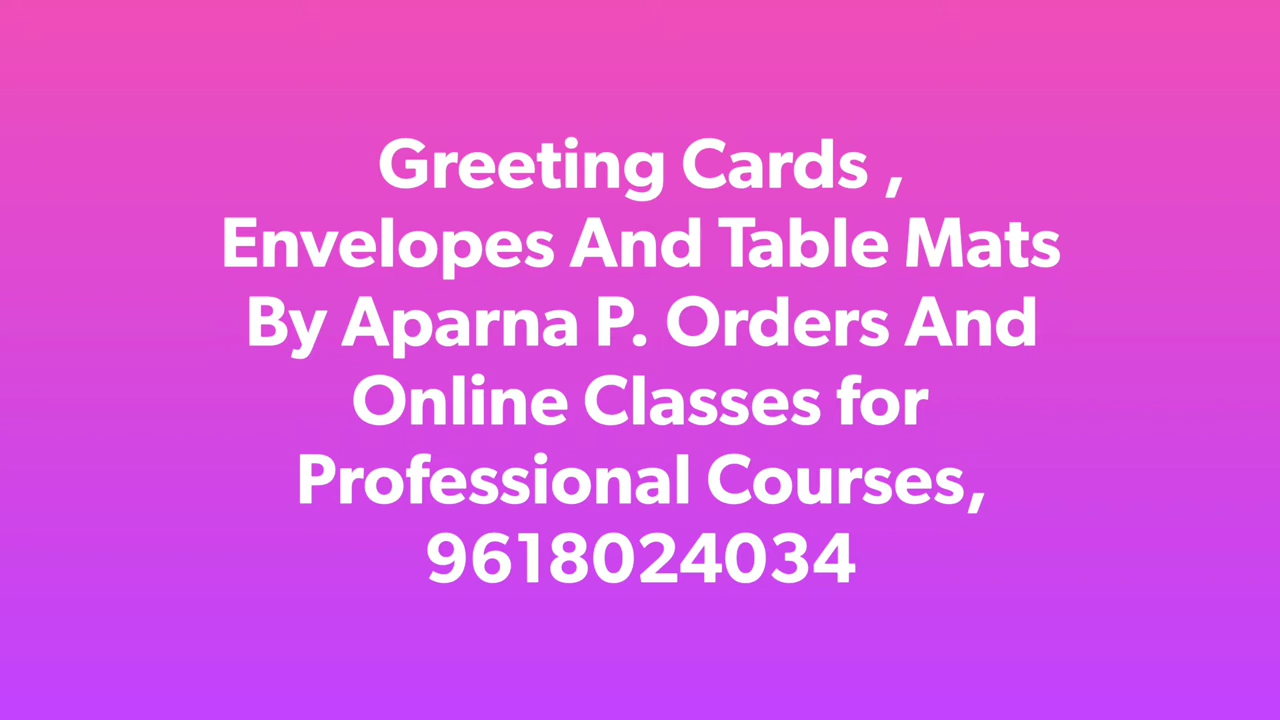 Greeting Cards ,
Envelopes And Table Mats
By Aparna P. Orders And
Online Classes for
Professional Courses,
9618024034